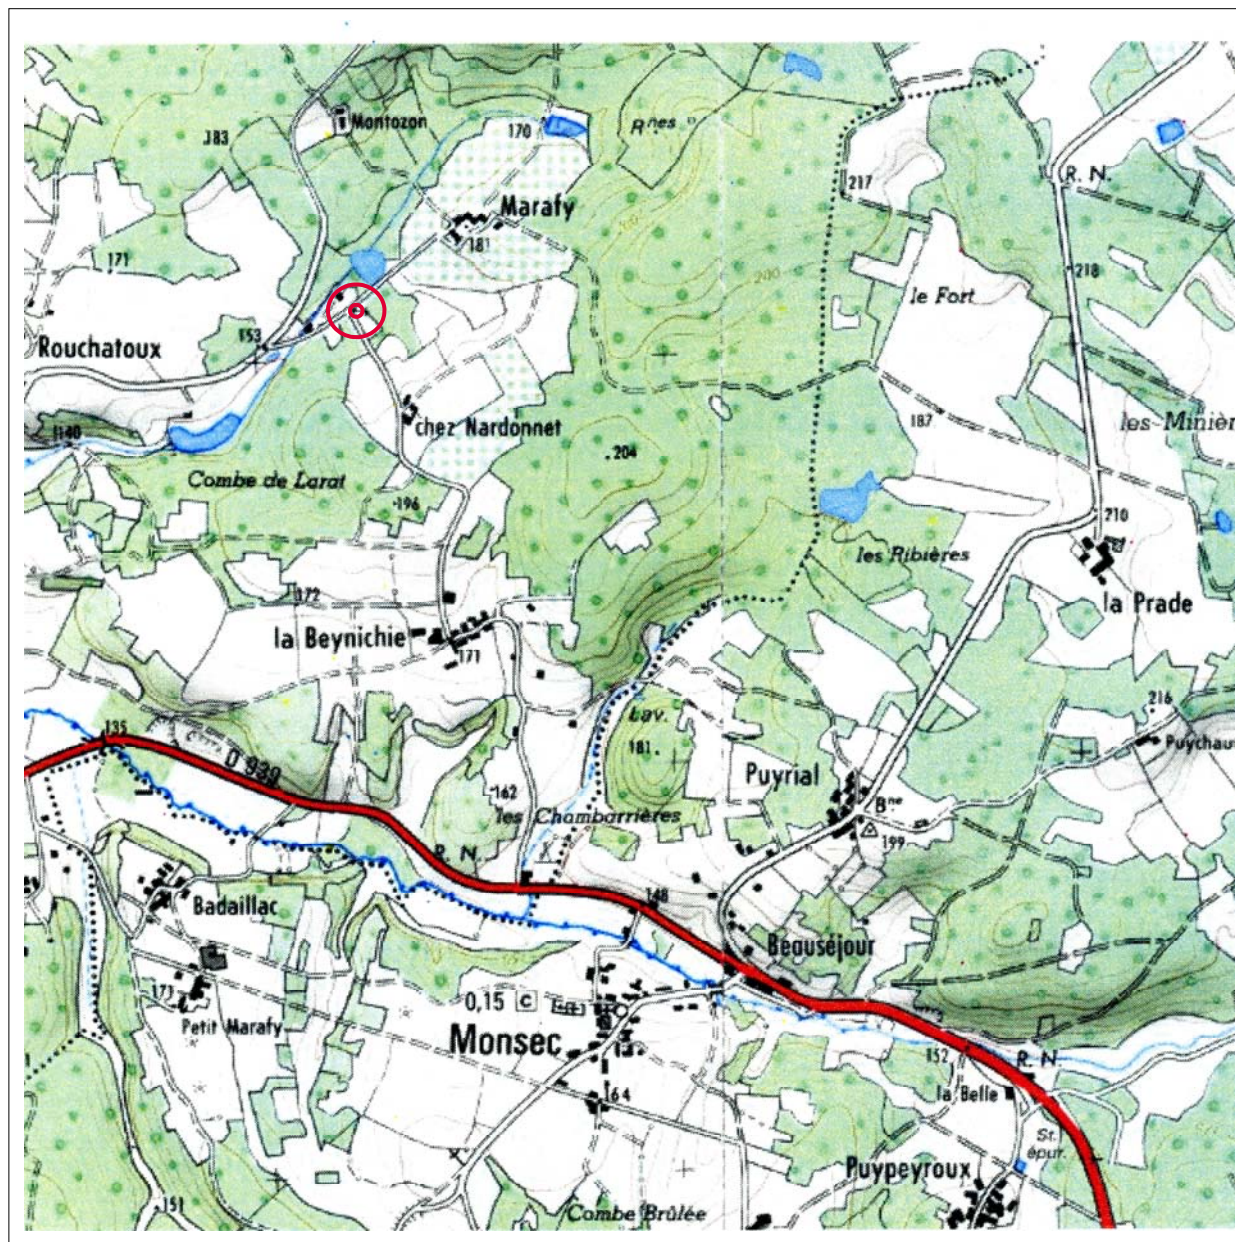 Montozon
170
Rnes
183
R. N.
217
Marafy
181
171
218
le Fort
153
Rouchatoux
187
les Miniè
chez Nardonnet
140
204
Combe de Larat
196
210
les Ribières
172
la Prade
la Beynichie
171
216
Lav.
135
181
Puychau
D 939
Puyrial
Bne
162
les Chambarrières
199
R. N.
148
Badaillac
Beauséjour
171
0,15 C
Petit Marafy
Monsec
152
R. N.
164
la Belle
St.
épur.
Puypeyroux
151
Combe Brûlée